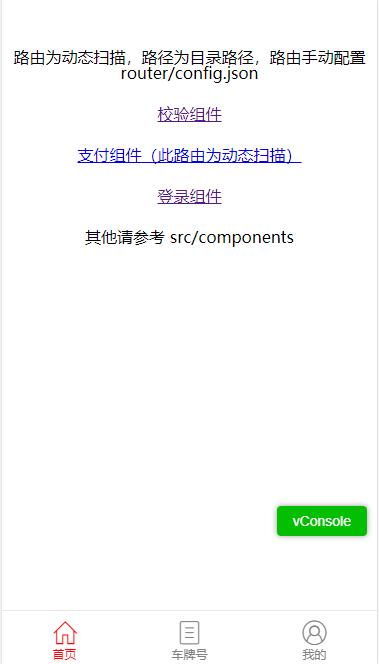 路由为动态扫描，路径为目录路径，路由手动配置
router/config.json
校验组件
支付组件（此路由为动态扫描）
登录组件
其他请参考 src/components
vConsole
首页
车牌号
我的